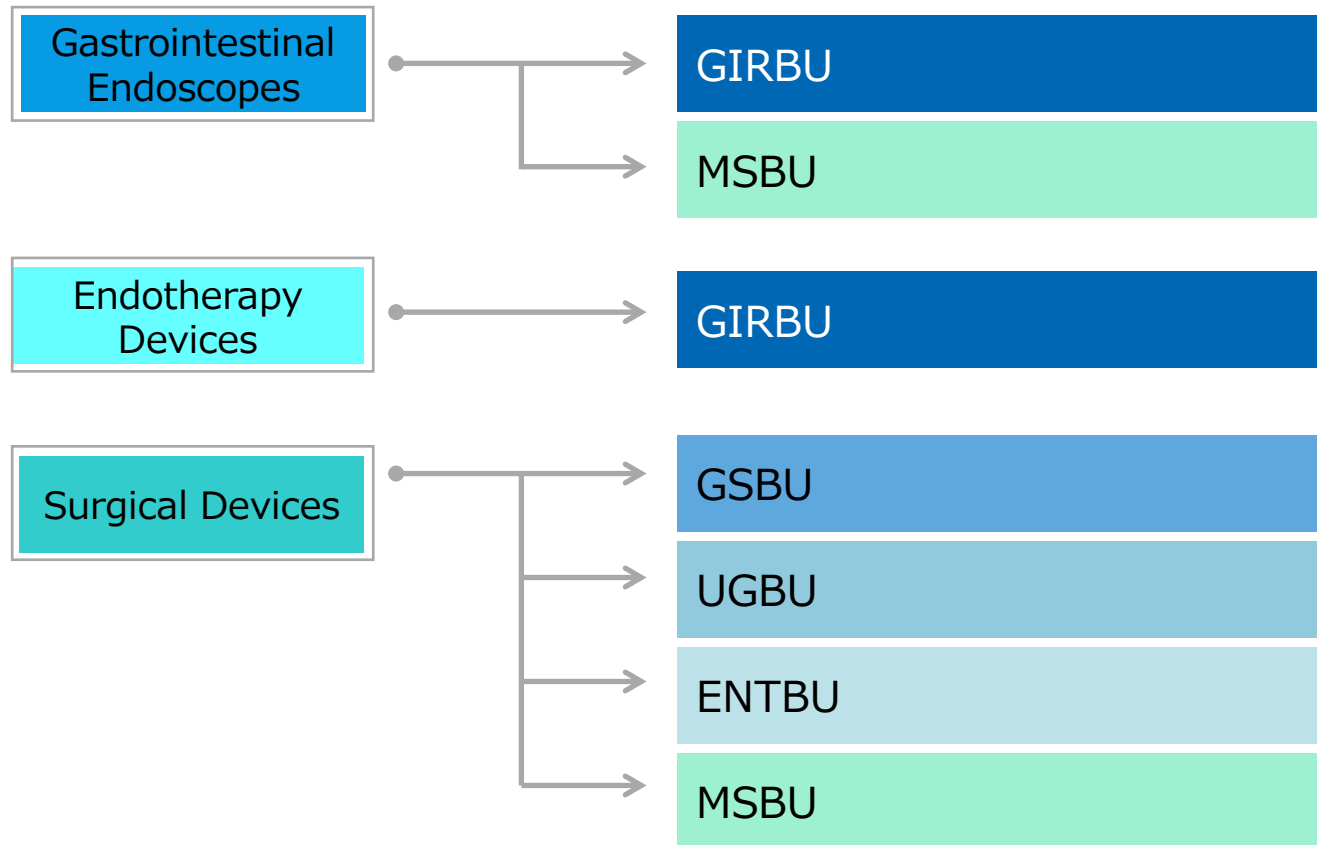 Gastrointestinal
Endoscopes
GIRBU
MSBU
Endotherapy
Devices
GIRBU
Surgical Devices
GSBU
UGBU
ENTBU
MSBU